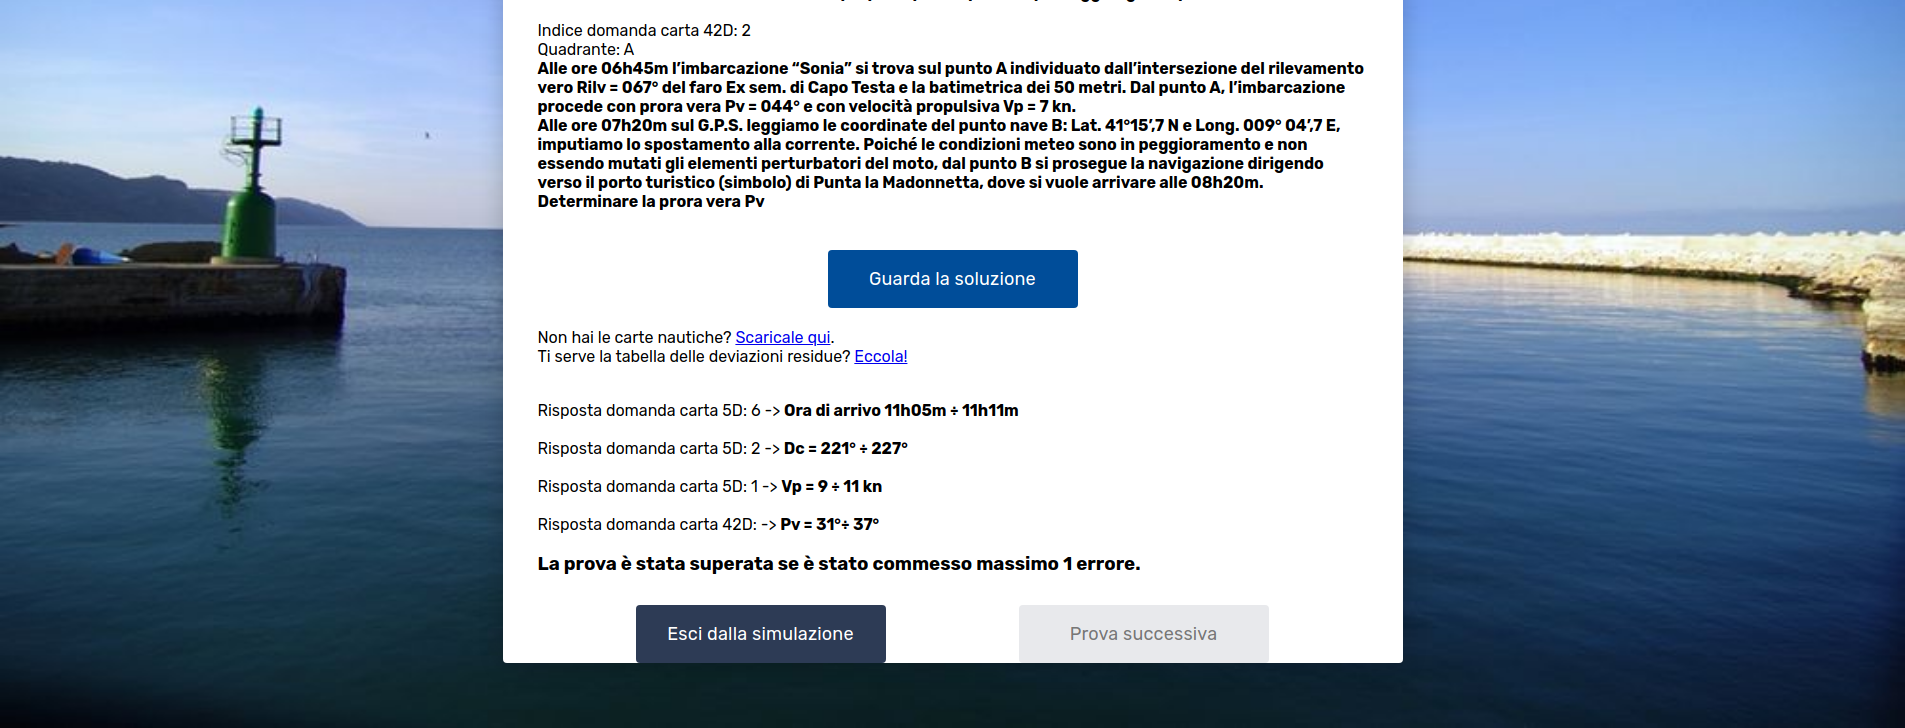 Indice domanda carta 42D: 2
Quadrante: A
Alle ore 06h45m l’imbarcazione “Sonia” si trova sul punto A individuato dall’intersezione del rilevamento
vero Rilv = 067° del faro Ex sem. di Capo Testa e la batimetrica dei 50 metri. Dal punto A, l’imbarcazione
procede con prora vera Pv = 044° e con velocità propulsiva Vp = 7 kn.
Alle ore 07h20m sul G.P.S. leggiamo le coordinate del punto nave B: Lat. 41°15’,7 N e Long. 009° 04’,7 E,
imputiamo lo spostamento alla corrente. Poiché le condizioni meteo sono in peggioramento e non
essendo mutati gli elementi perturbatori del moto, dal punto B si prosegue la navigazione dirigendo
verso il porto turistico (simbolo) di Punta la Madonnetta, dove si vuole arrivare alle 08h20m.
Determinare la prora vera Pv
Guarda la soluzione
Non hai le carte nautiche? Scaricale qui.
Ti serve la tabella delle deviazioni residue? Eccola!
Risposta domanda carta 5D: 6 -> Ora di arrivo 11h05m ÷ 11h11m
Risposta domanda carta 5D: 2 -> Dc = 221° ÷ 227°
Risposta domanda carta 5D: 1 -> Vp = 9 ÷ 11 kn
Risposta domanda carta 42D: -> Pv = 31°÷ 37°
La prova è stata superata se è stato commesso massimo 1 errore.
Esci dalla simulazione
Prova successiva